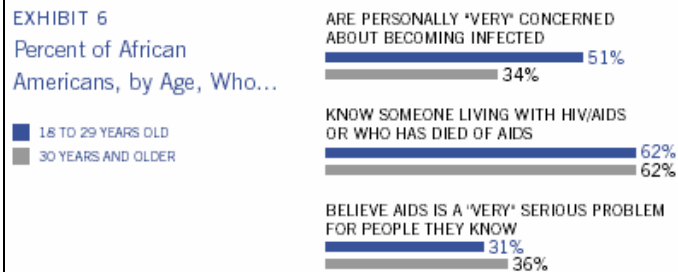 EXHIBIT 6
Percent of African
Americans, by Age, Who...
18 TO 29 YEARS OLD
30 YEARS AND OLDER
ARE PERSONALLY "VERY" CONCERNED
ABOUT BECOMING INFECTED
51%
34%
KNOW SOMEONE LIVING WITH HIV/AIDS
OR WHO HAS DIED OF AIDS
62%
62%
BELIEVE AIDS IS A "VERY" SERIOUS PROBLEM
FOR PEOPLE THEY KNOW
31%
36%